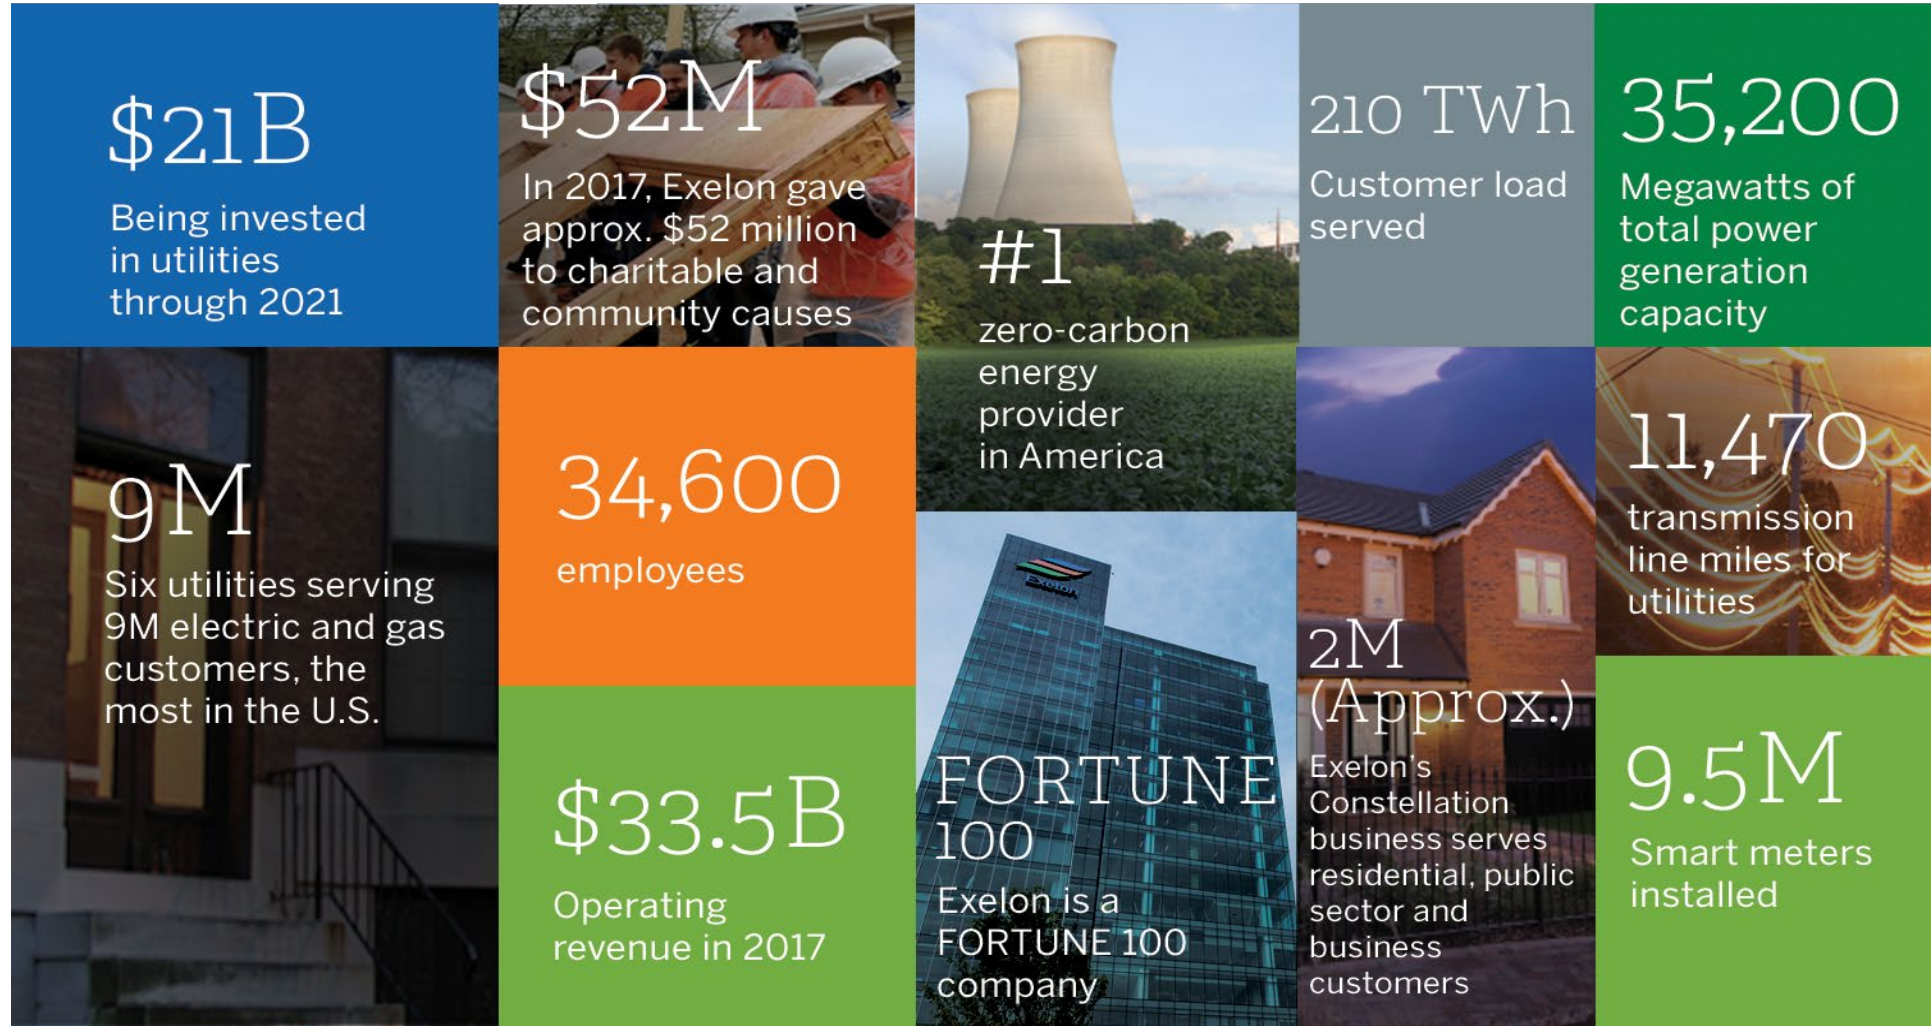 $21B
Being invested
in utilities
through 2021
$52M
In 2017, Exelon gave
approx. $52 million
to charitable and
community causes
#1
zero-carbon
energy
provider
in America
210 TWh
Customer load
served
35,200
Megawatts of
total power
generation
capacity
9M
Six utilities serving
9M electric and gas
customers, the
most in the U.S.
34,600
employees
$33.5B
Operating
revenue in 2017
Exelon
FORTUNE
100
Exelon is a
FORTUNE 100
company
2M
(Approx.)
Exelon's
Constellation
business serves
residential, public
sector and
business
customers
11,470
transmission
line miles for
utilities
9.5M
Smart meters
installed